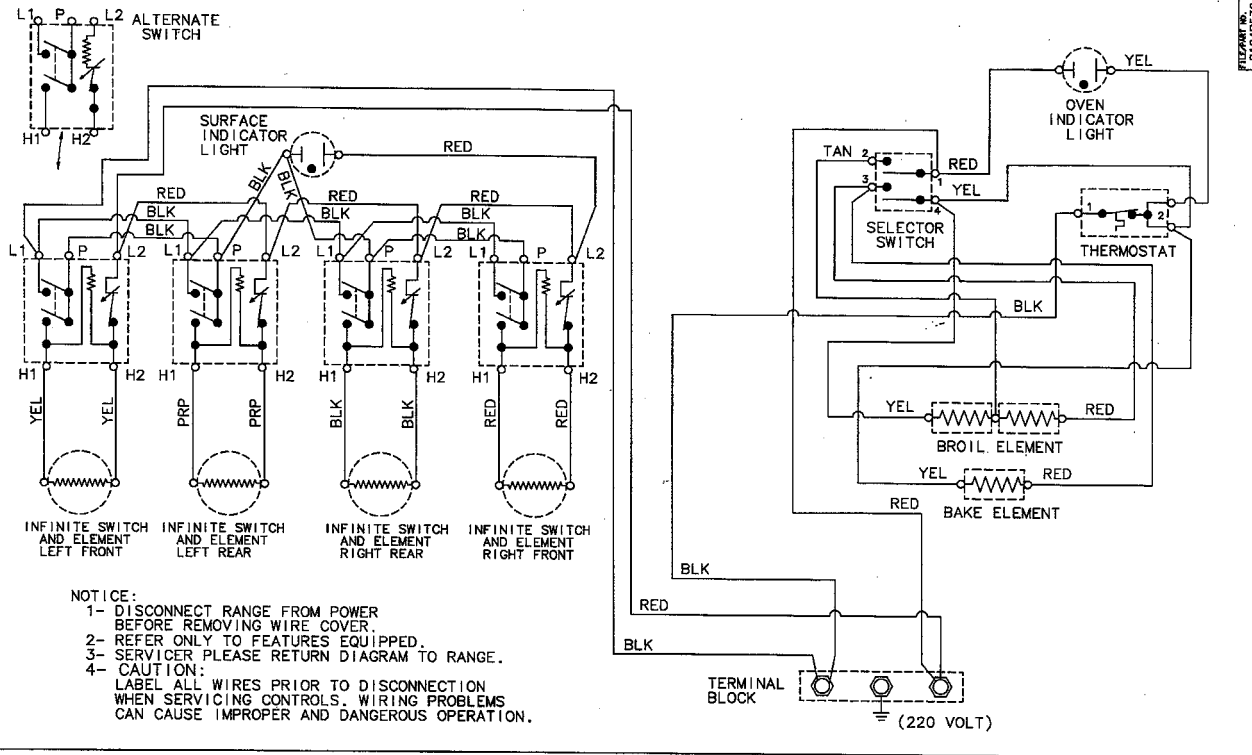 L1 P L2 ALTERNATE
SWITCH
H1 H2
SURFACE
INDICATOR
LIGHT
RED
BLK
BLK
RED
BLK
RED
BLK
RED
BLK
L1 P L2 L1 P L2 L1 P L2 L1 P L2
H1 H2 H1 H2 H1 H2 H1 H2
YEL YEL PRP PRP BLK BLK RED RED
INFINITE SWITCH
AND ELEMENT
LEFT FRONT
INFINITE SWITCH
AND ELEMENT
LEFT REAR
INFINITE SWITCH
AND ELEMENT
RIGHT REAR
INFINITE SWITCH
AND ELEMENT
RIGHT FRONT
FILE/PART NO.
YEL
OVEN
INDICATOR
LIGHT
TAN 2
RED
1
3
YEL
4
SELECTOR
SWITCH
1 2
THERMOSTAT
BLK
YEL RED
BROIL ELEMENT
YEL RED
BAKE ELEMENT
RED
BLK
RED
BLK
TERMINAL
BLOCK
(220 VOLT)
NOTICE:
1- DISCONNECT RANGE FROM POWER
BEFORE REMOVING WIRE COVER.
2- REFER ONLY TO FEATURES EQUIPPED.
3- SERVICER PLEASE RETURN DIAGRAM TO RANGE.
4- CAUTION:
LABEL ALL WIRES PRIOR TO DISCONNECTION
WHEN SERVICING CONTROLS. WIRING PROBLEMS
CAN CAUSE IMPROPER AND DANGEROUS OPERATION.